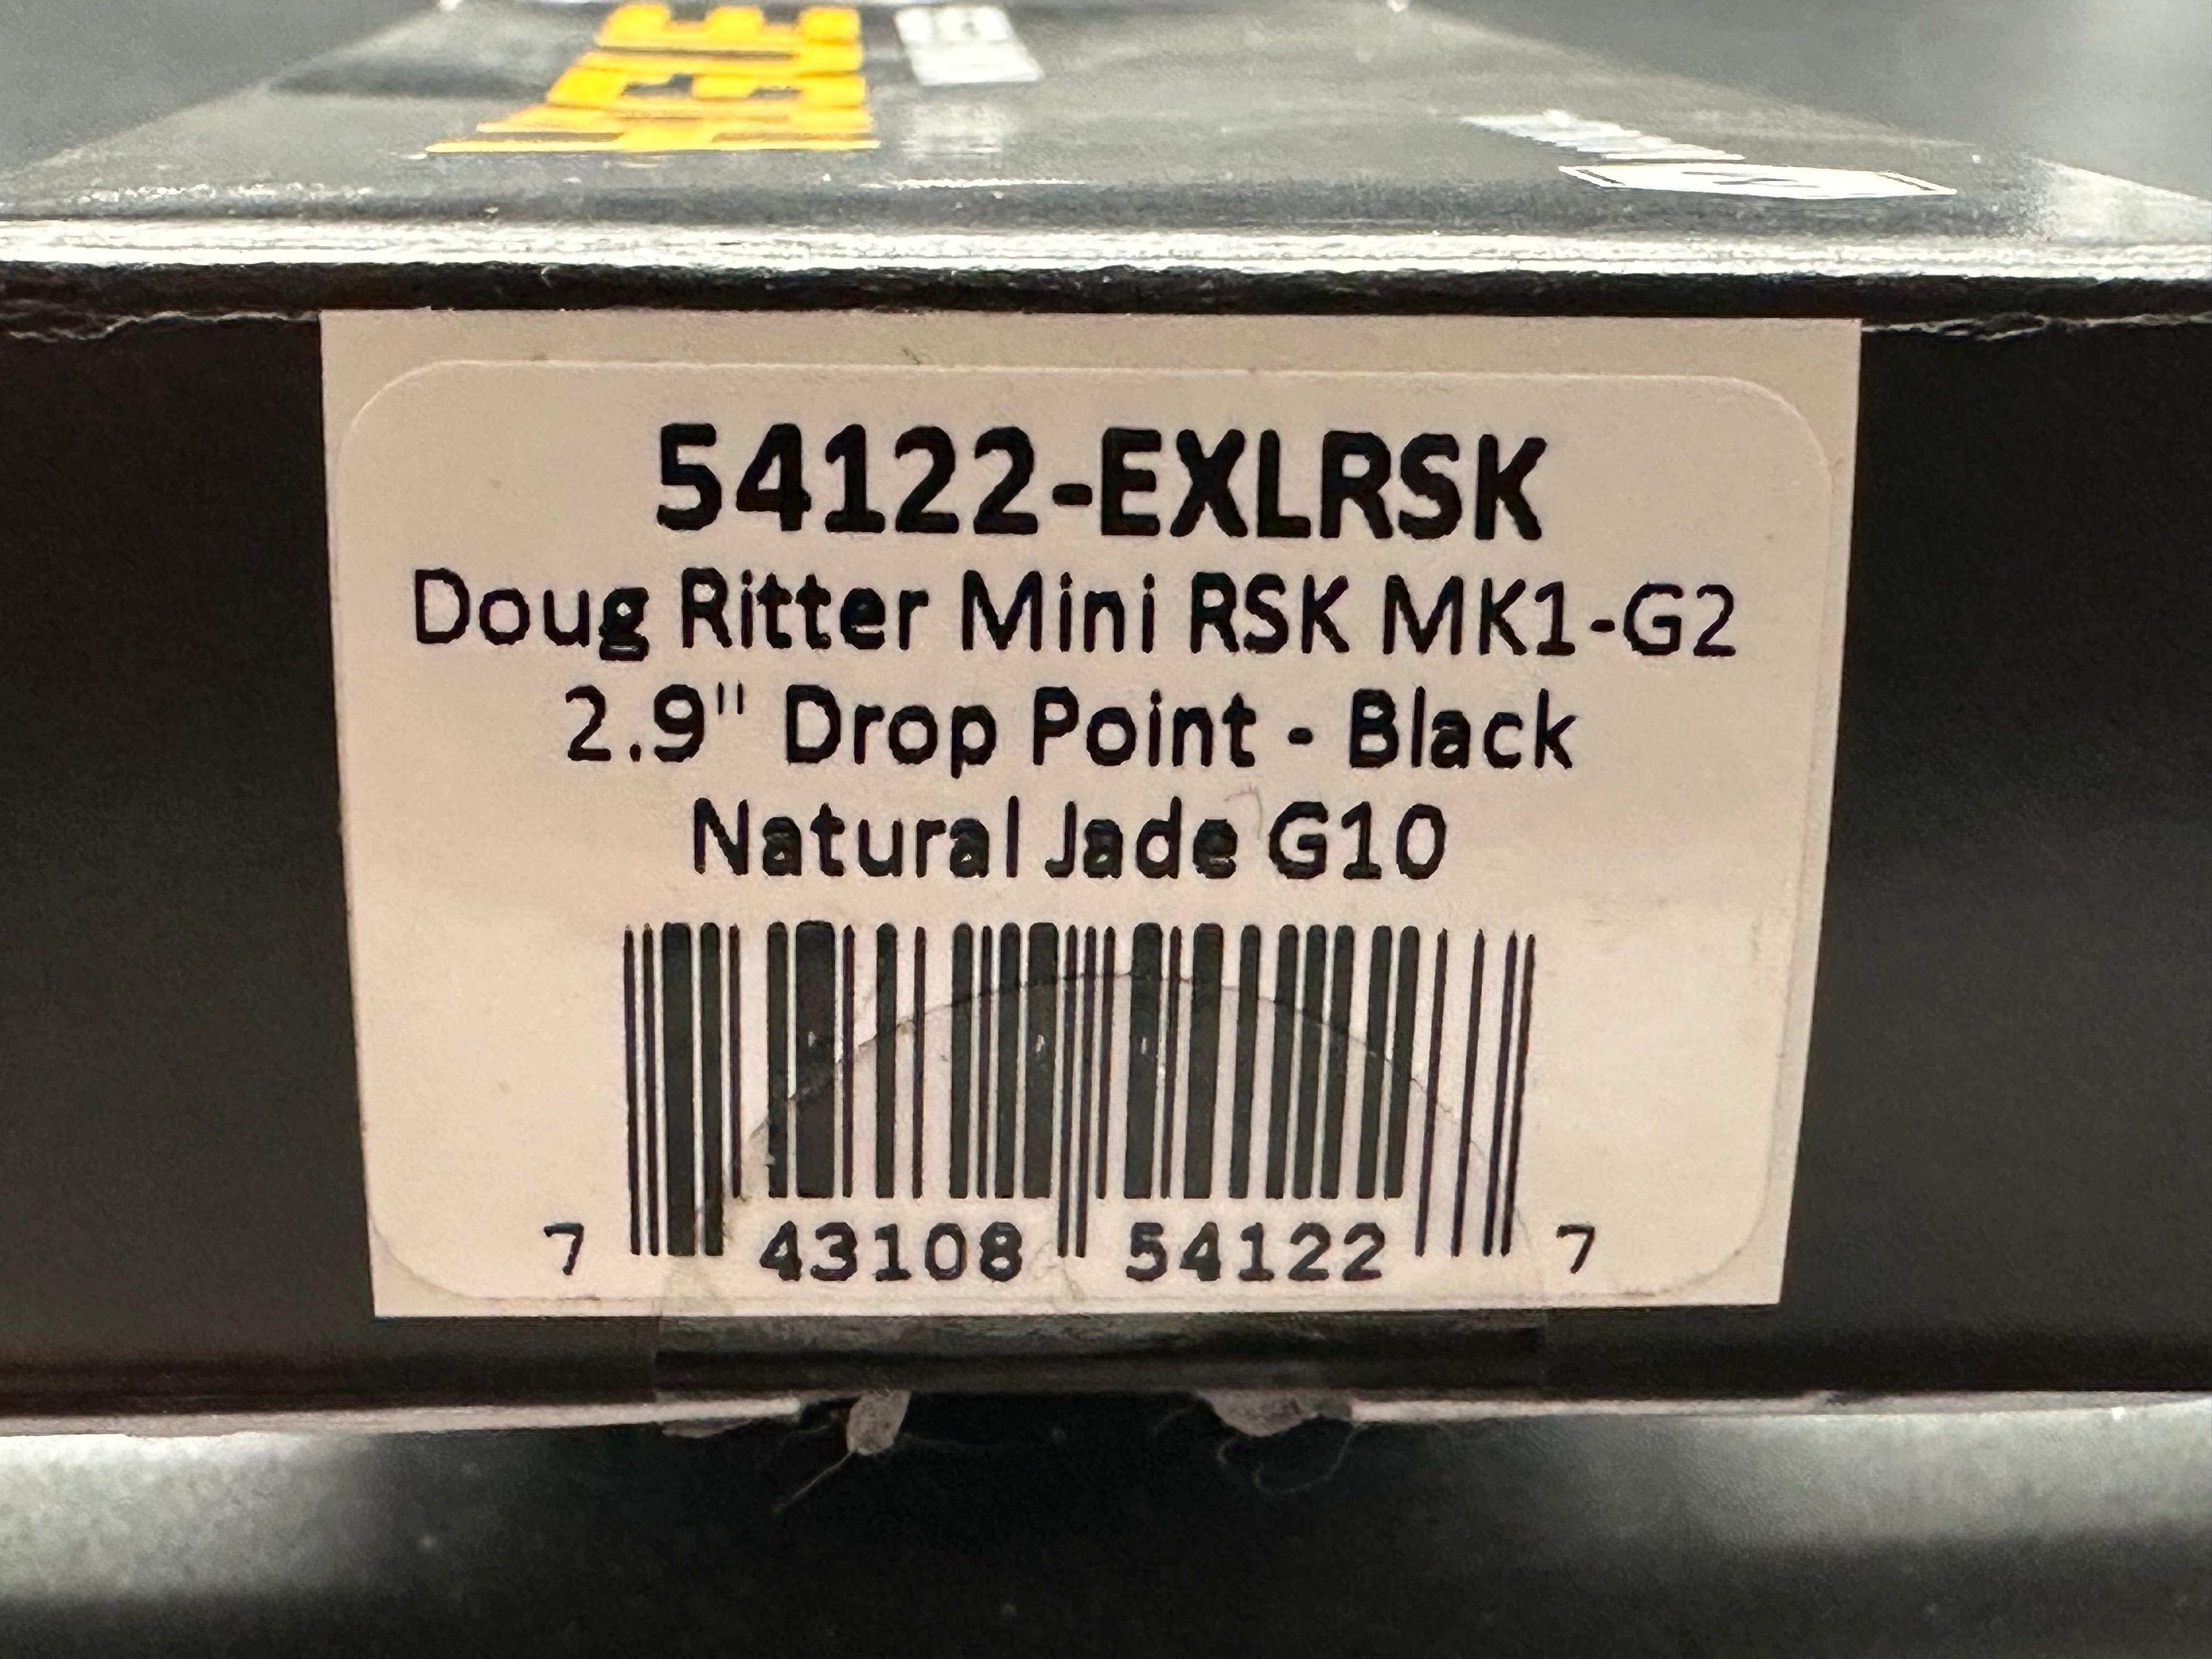 54122-EXLRSK
Doug Ritter Mini RSK MK1-G2
2.9" Drop Point - Black
Natural Jade G10
7 43108 54122 7